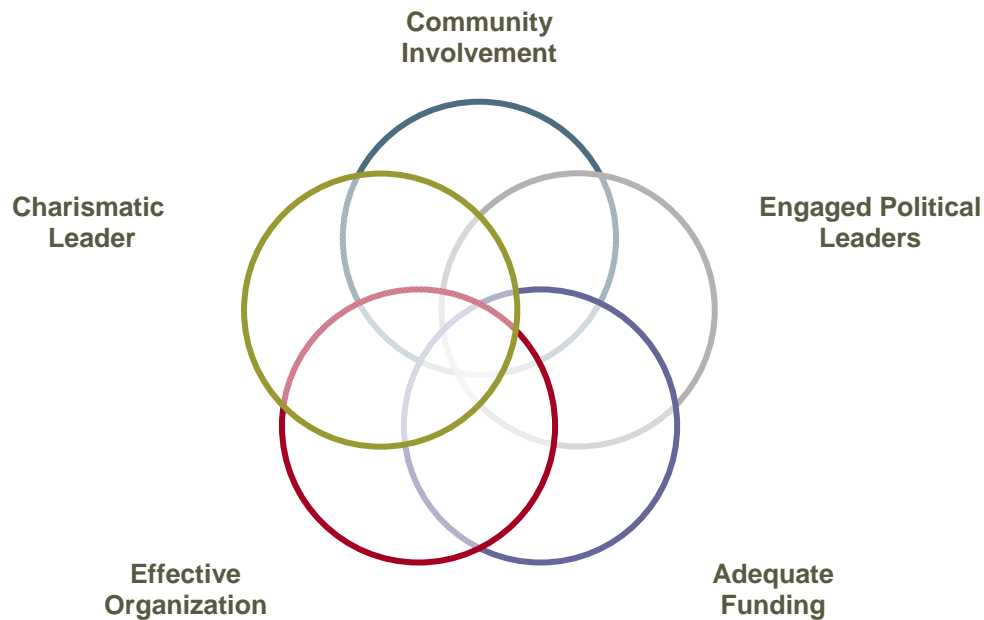 Community
Involvement
Charismatic
Leader
Engaged Political
Leaders
Effective
Organization
Adequate
Funding